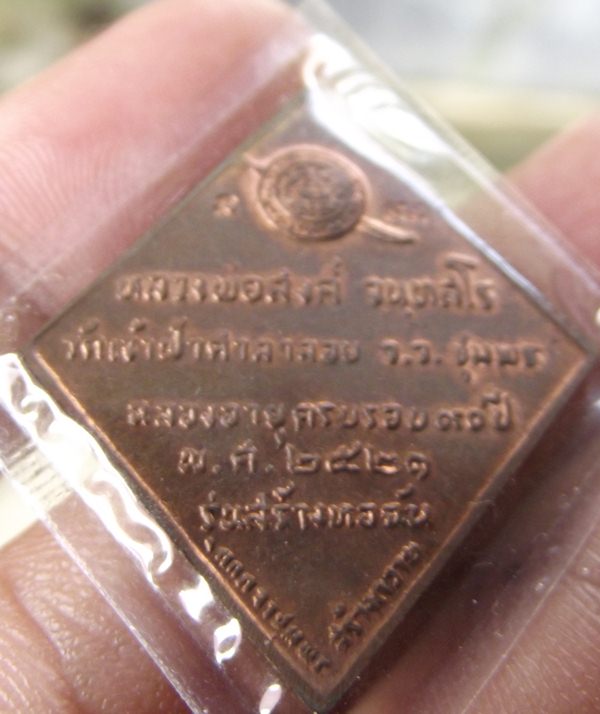 หลวงพ่อสงค์ จนฺทสโร
วัดเจ้าฟ้าศาลาลอย จ.ว. ชุมพร
ฉลองอายุครบรอบ ๓๐ ปี
พ.ศ. ๒๕๒๑
รุ่นสร้างหอฉัน